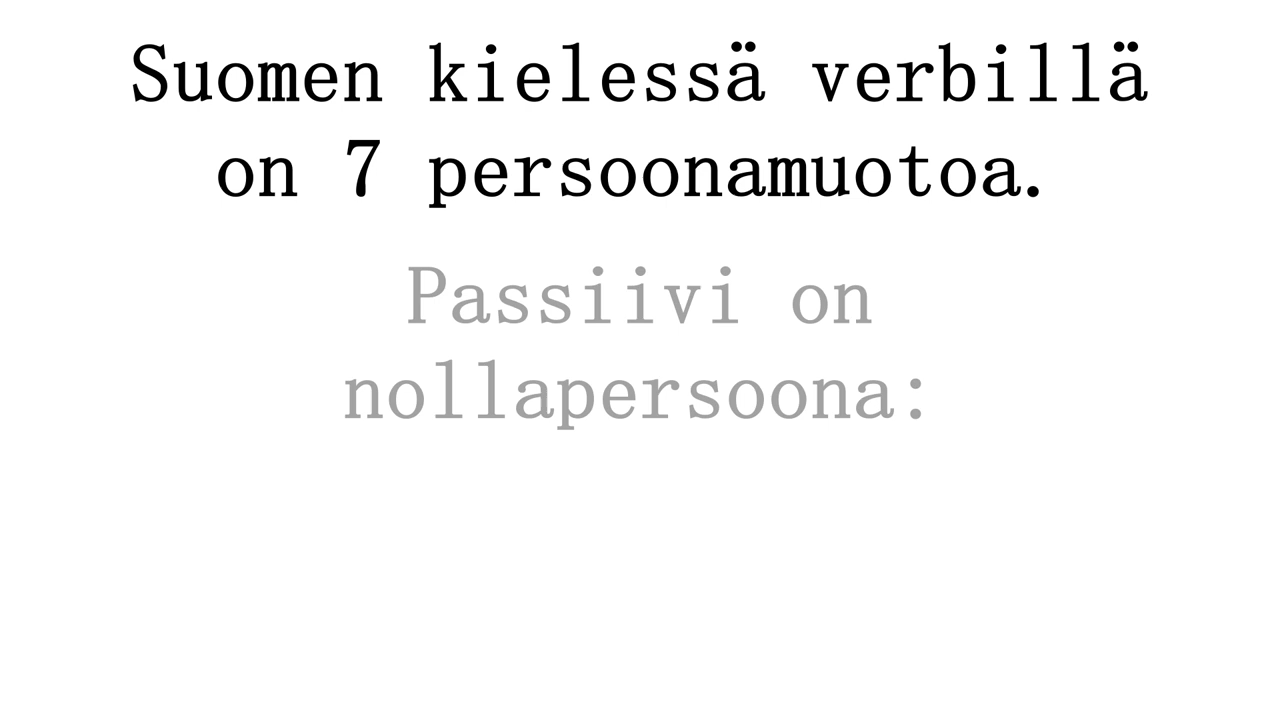 Suomen kielessä verbillä
on 7 persoonamuotoa.
Passiivi on
nollapersoona: